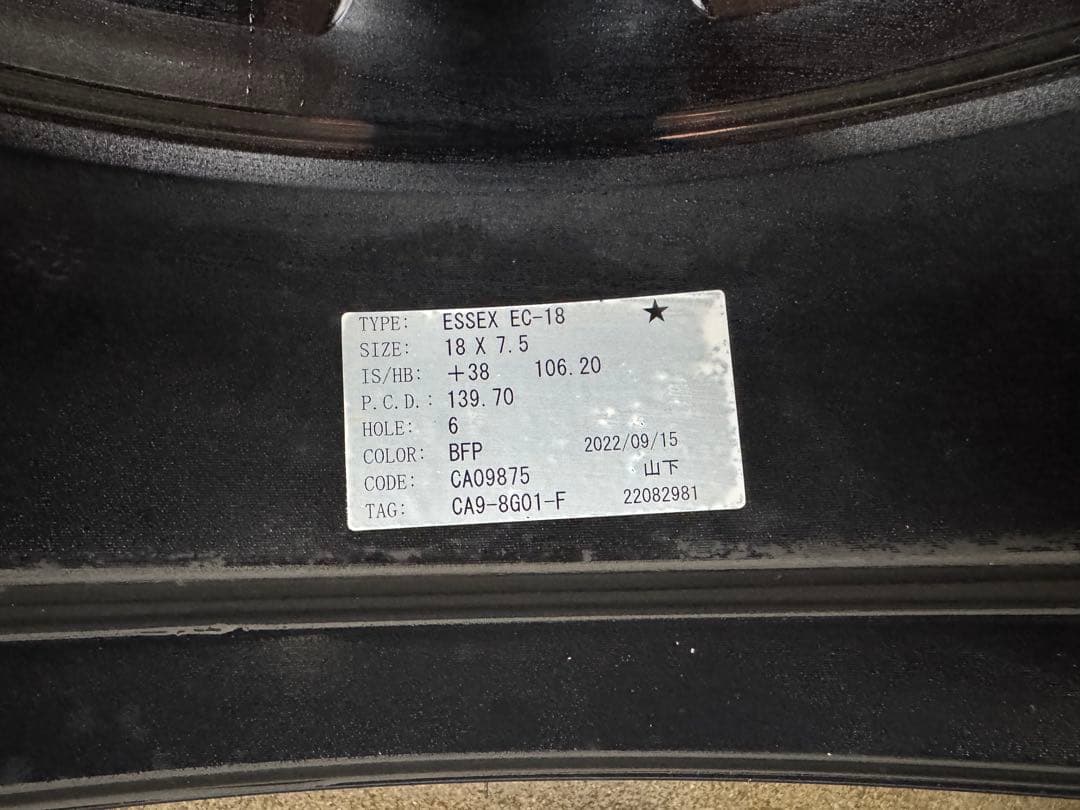 TYPE: ESSEX EC-18 ★
SIZE: 18 X 7.5
IS/HB: +38 106.20
P.C.D.: 139.70
HOLE: 6
COLOR: BFP 2022/09/15
CODE: CA09875 山下
TAG: CA9-8G01-F 22082981